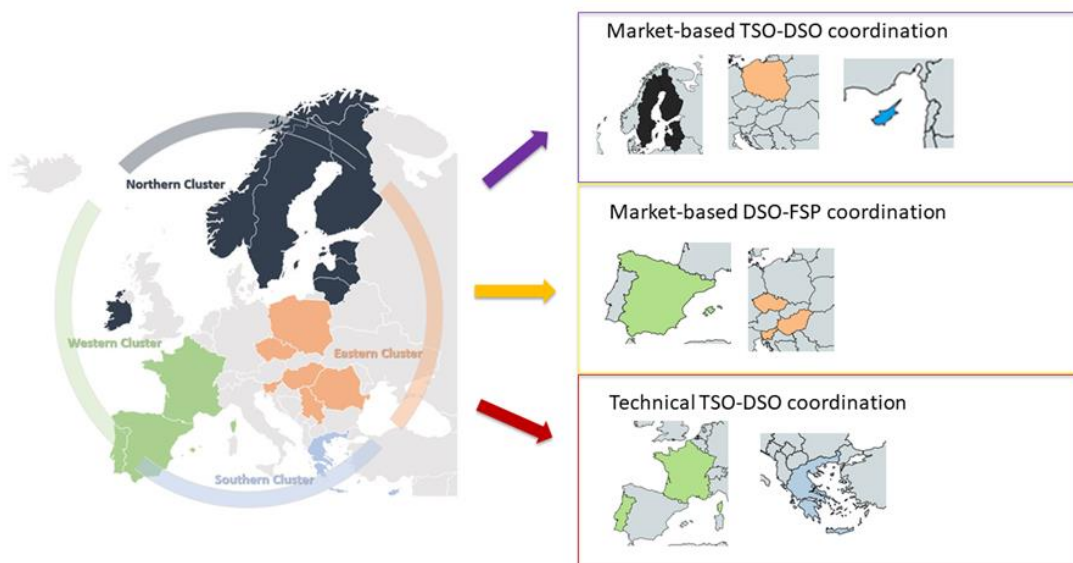 Northern Cluster
Western Cluster
Eastern Cluster
Southern Cluster
Market-based TSO-DSO coordination
Market-based DSO-FSP coordination
Technical TSO-DSO coordination